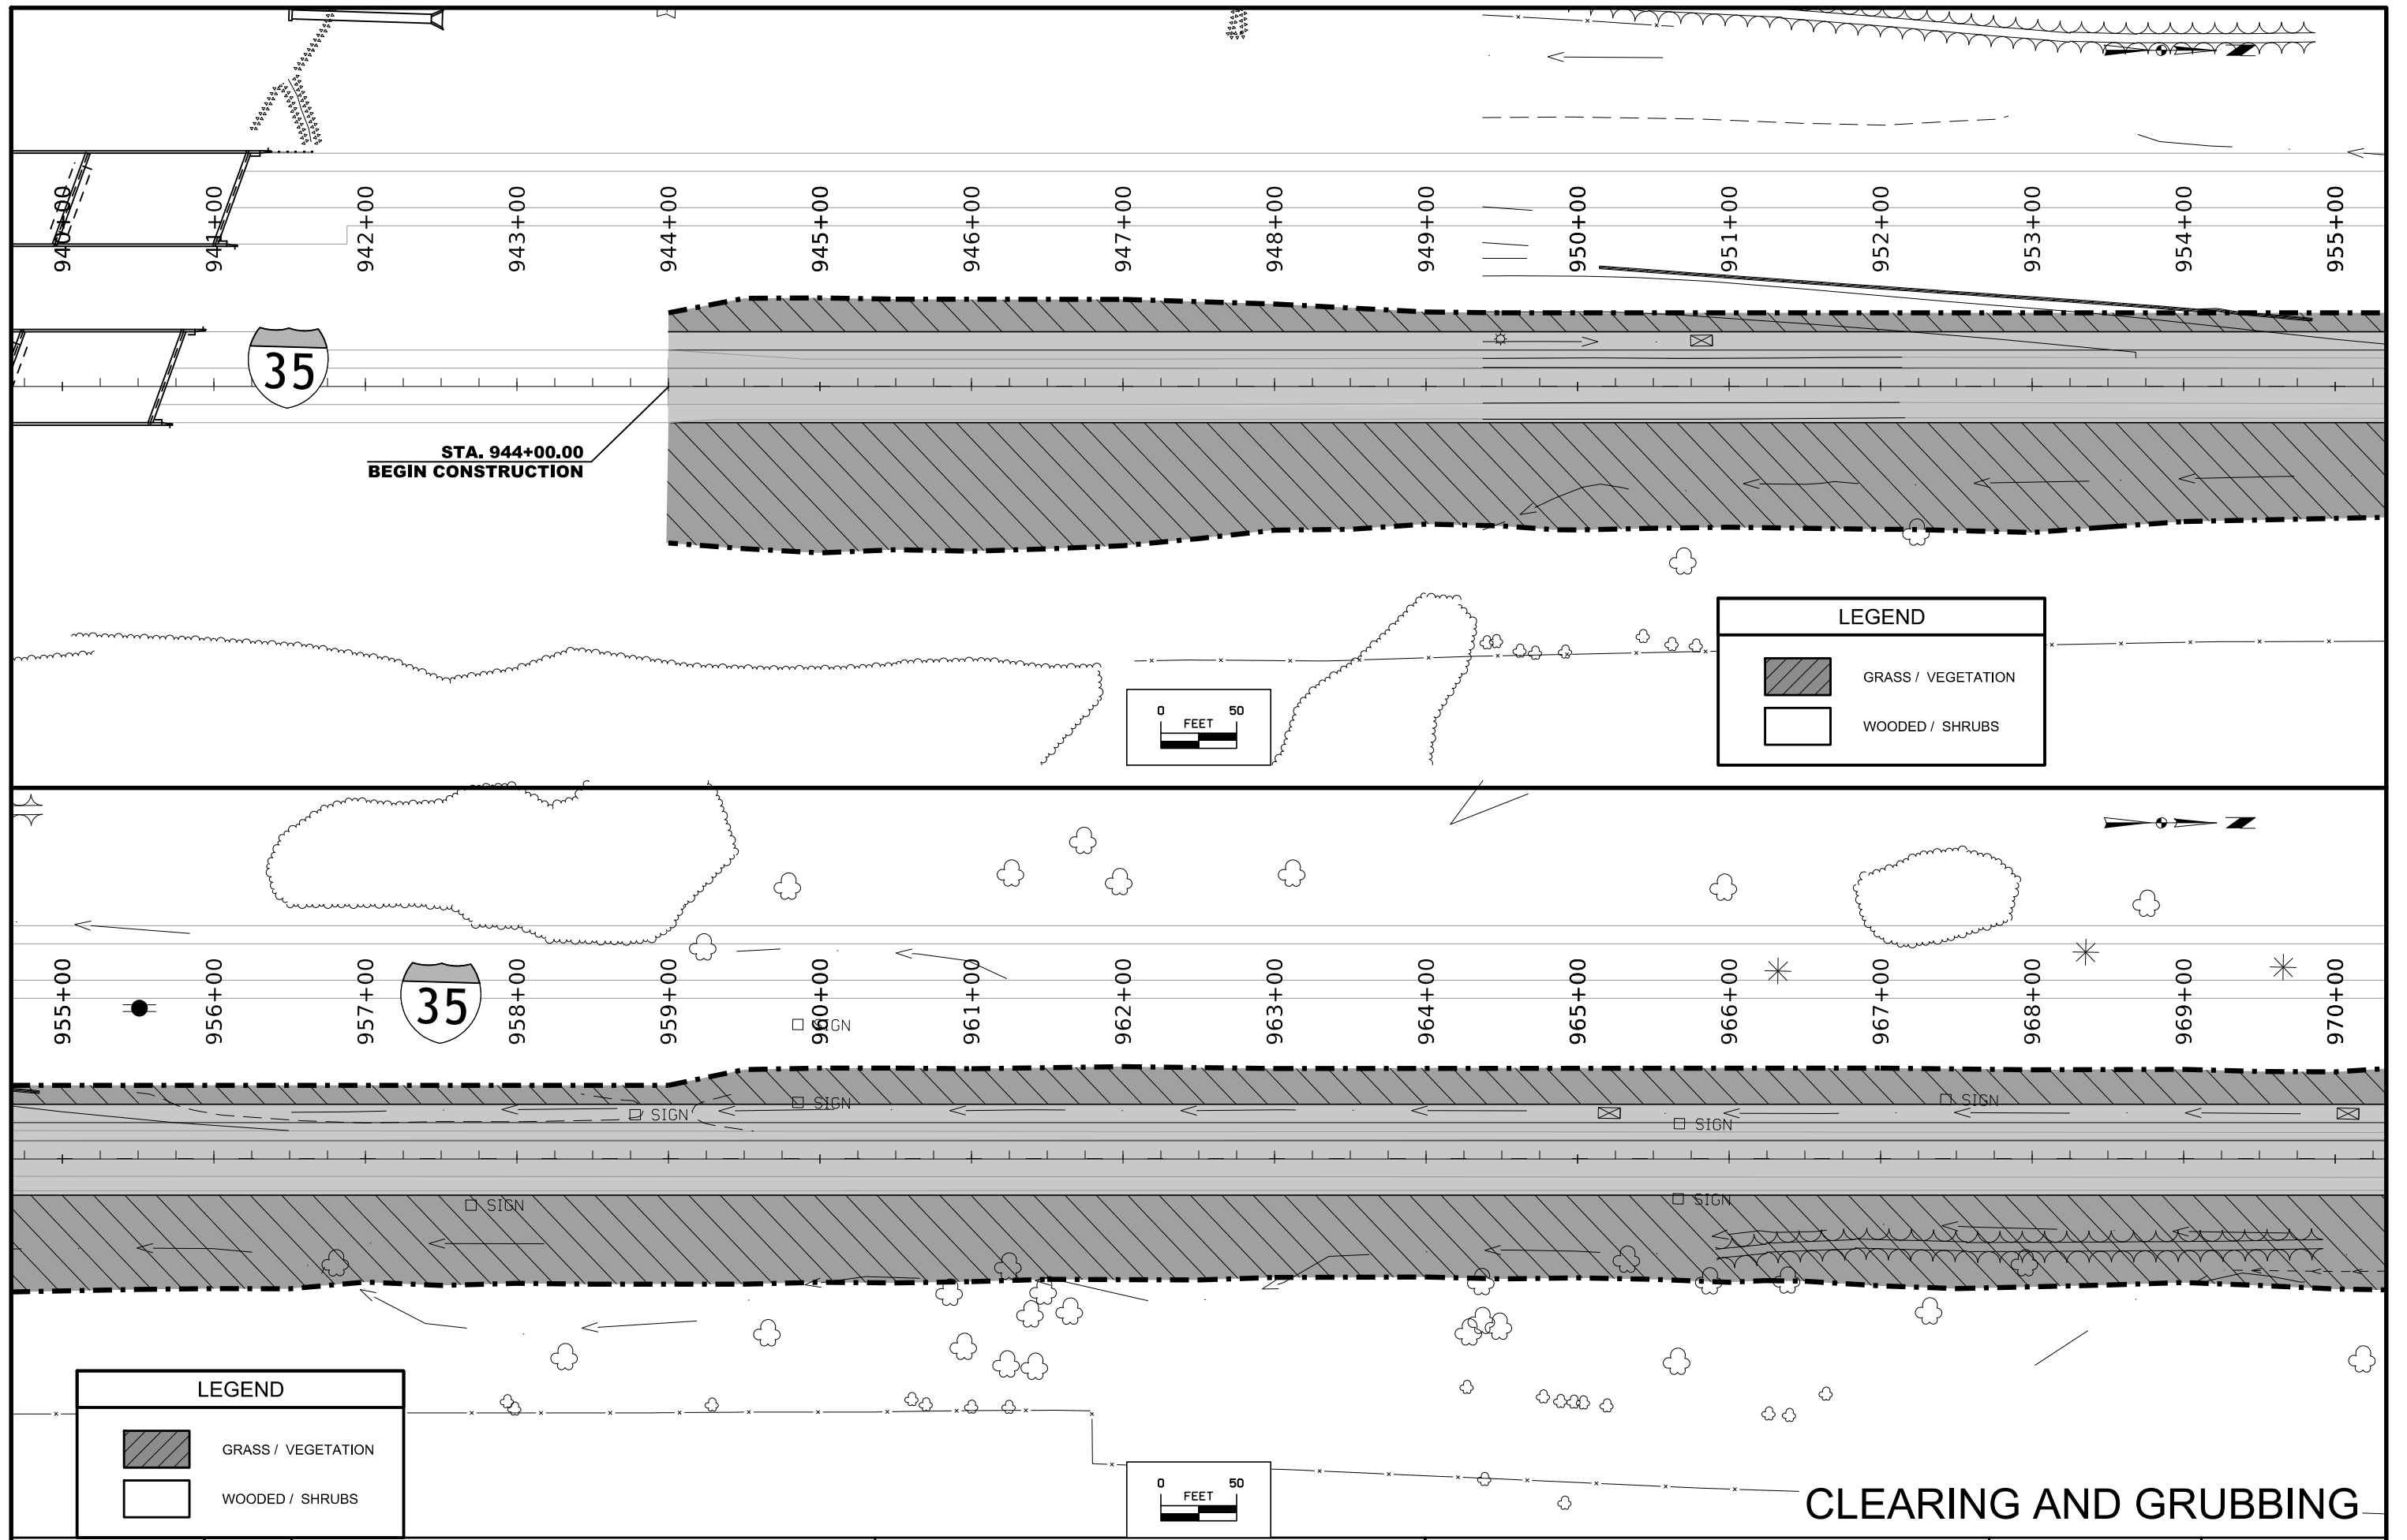 940+00 941+00 942+00 943+00 944+00 945+00 946+00 947+00 948+00 949+00 950+00 951+00 952+00 953+00 954+00 955+00
35
STA. 944+00.00
BEGIN CONSTRUCTION
LEGEND
GRASS / VEGETATION
WOODED / SHRUBS
0 50
FEET
955+00 956+00 957+00 958+00 959+00 960+00 961+00 962+00 963+00 964+00 965+00 966+00 967+00 968+00 969+00 970+00
35
SIGN
SIGN
SIGN
SIGN
SIGN
SIGN
SIGN
LEGEND
GRASS / VEGETATION
WOODED / SHRUBS
0 50
FEET
CLEARING AND GRUBBING